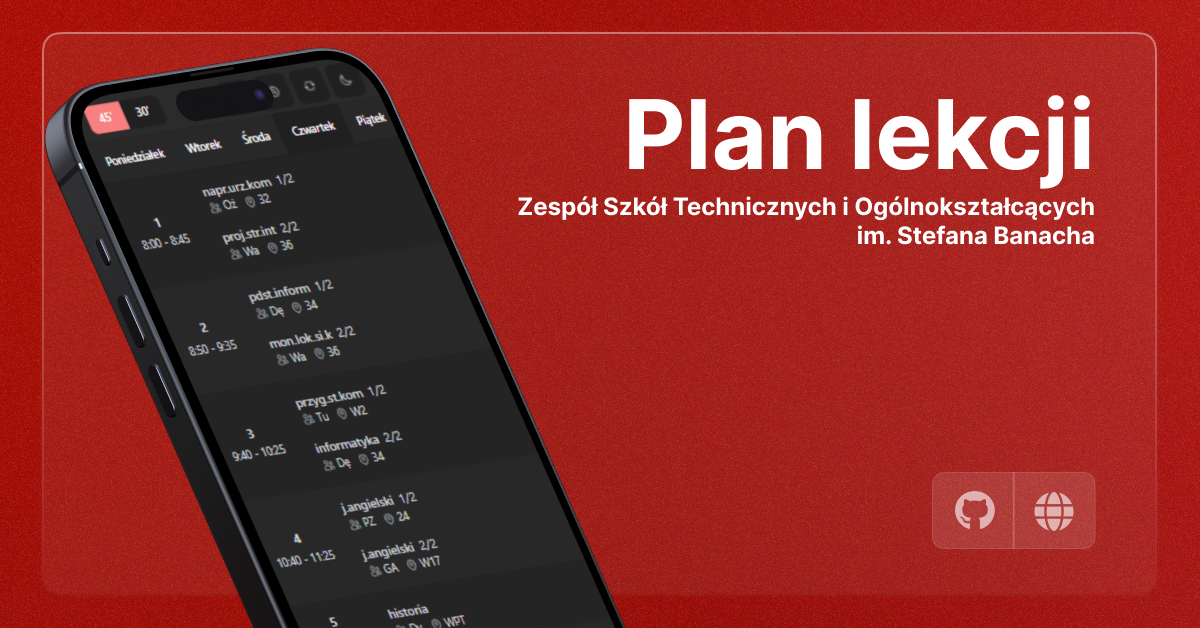 Plan lekcji
Zespół Szkół Technicznych i Ogólnokształcących
im. Stefana Banacha
45' 30'
Poniedziałek Wtorek Środa Czwartek Piątek
1
8:00 - 8:45
napr.urz.kom 1/2
Oż 32
proj.str.int 2/2
Wa 36
2
8:50 - 9:35
pdst.inform 1/2
Dę 34
mon.lok.si.k 2/2
Wa 36
3
9:40 - 10:25
przyg.st.kom 1/2
Tu W2
informatyka 2/2
Dę 34
4
10:40 - 11:25
j.angielski 1/2
PZ 24
j.angielski 2/2
GA W17
5
historia
WPT